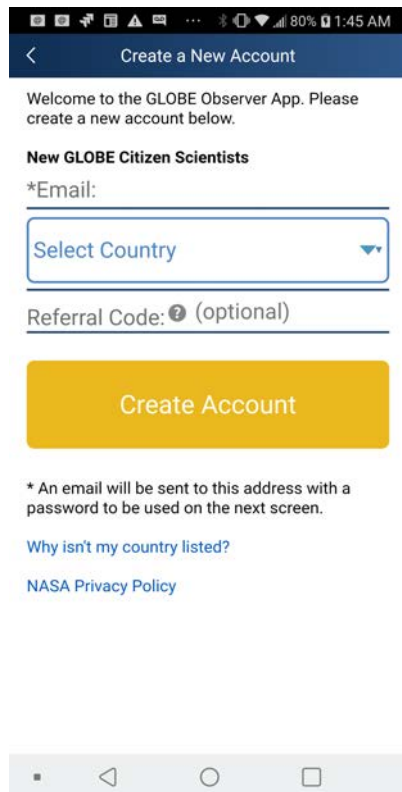 80% 1:45 AM
Create a New Account
Welcome to the GLOBE Observer App. Please
create a new account below.
New GLOBE Citizen Scientists
*Email:
Select Country
Referral Code: ? (optional)
Create Account
* An email will be sent to this address with a
password to be used on the next screen.
Why isn't my country listed?
NASA Privacy Policy